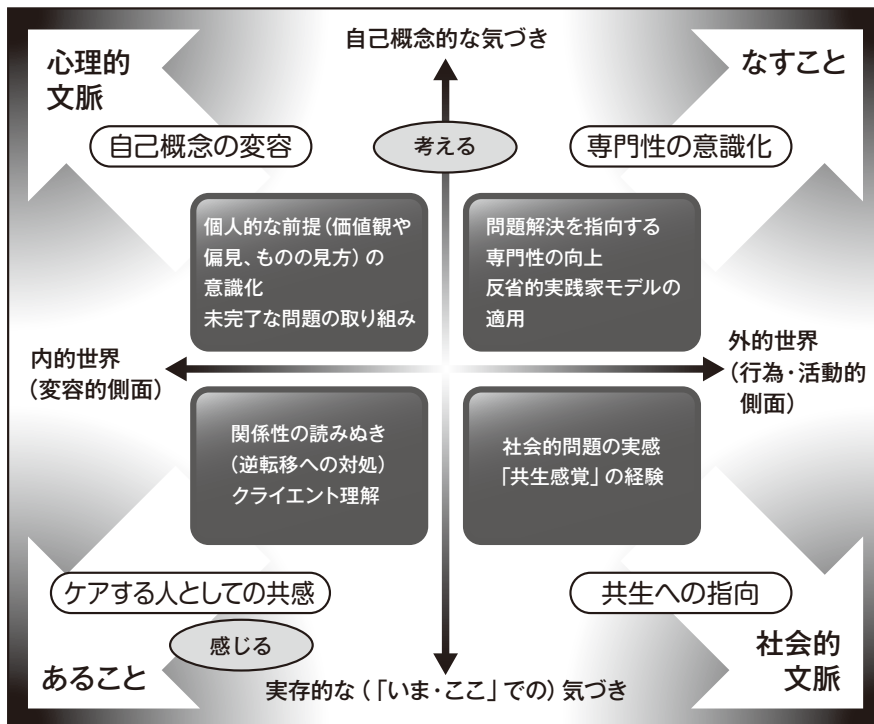 自己概念的な気づき
心理的
文脈
なすこと
自己概念の変容
考える
専門性の意識化
個人的な前提(価値観や
偏見、ものの見方)の
意識化
未完了な問題の取り組み
問題解決を指向する
専門性の向上
反省的実践家モデルの
適用
内的世界
(変容的側面)
外的世界
(行為・活動的
側面)
関係性の読みぬき
(逆転移への対処)
クライエント理解
社会的問題の実感
「共生感覚」の経験
ケアする人としての共感
共生への指向
感じる
あること
社会的
文脈
実存的な(「いま・ここ」での)気づき